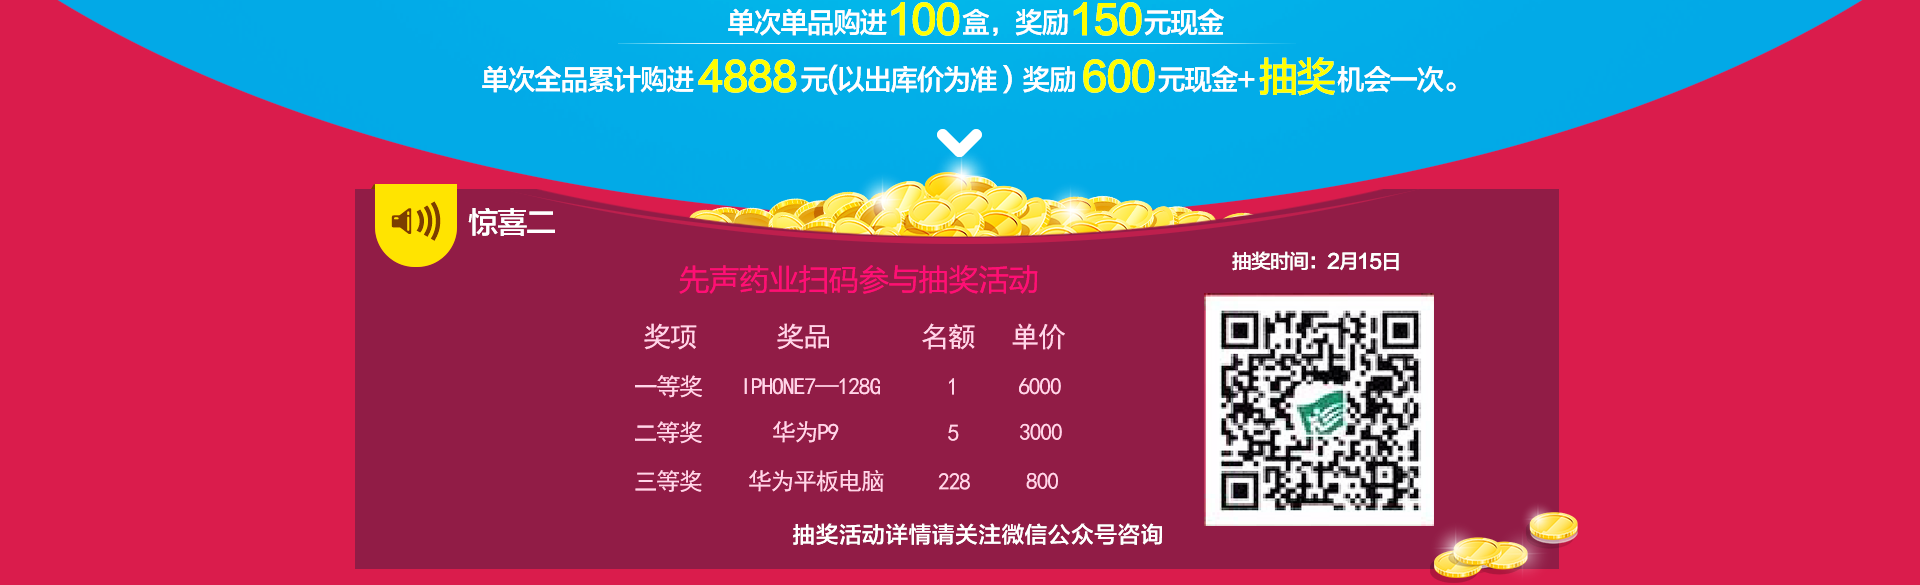 单次单品购进100盒，奖励150元现金
单次全品累计购进4888元(以出库价为准）奖励600元现金+抽奖机会一次。
惊喜二
抽奖时间：2月15日
先声药业扫码参与抽奖活动
奖项 奖品 名额 单价
一等奖 IPHONE7—128G 1 6000
二等奖 华为P9 5 3000
三等奖 华为平板电脑 228 800
抽奖活动详情请关注微信公众号咨询